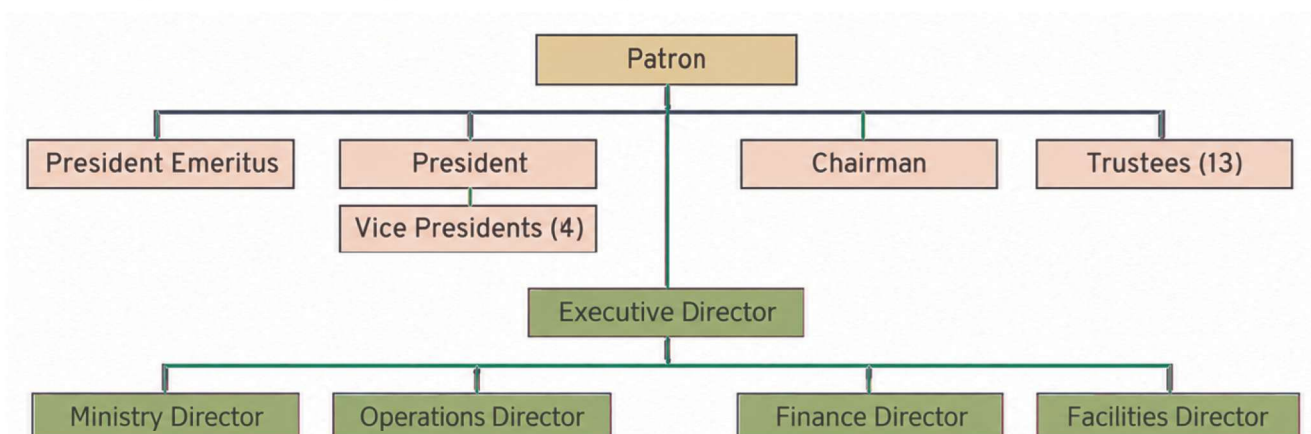 Patron
President Emeritus
President
Chairman
Trustees (13)
Vice Presidents (4)
Executive Director
Ministry Director
Operations Director
Finance Director
Facilities Director